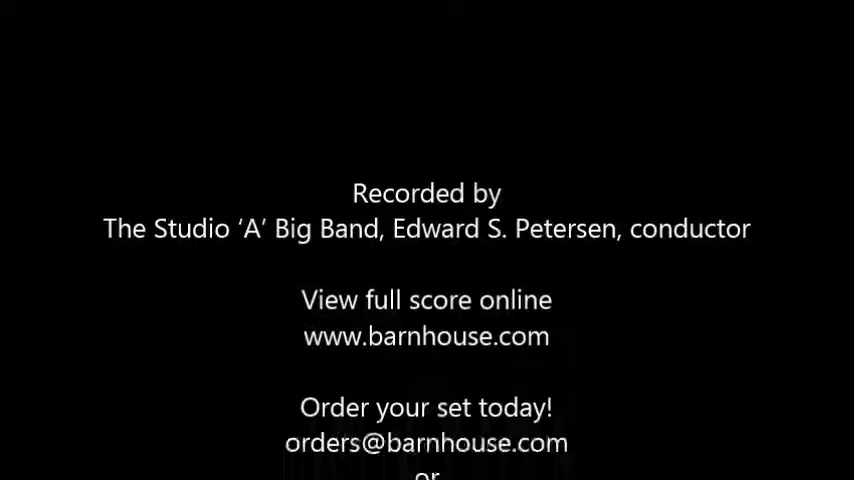 Recorded by
The Studio ‘A’ Big Band, Edward S. Petersen, conductor
View full score online
www.barnhouse.com
Order your set today!
orders@barnhouse.com
or